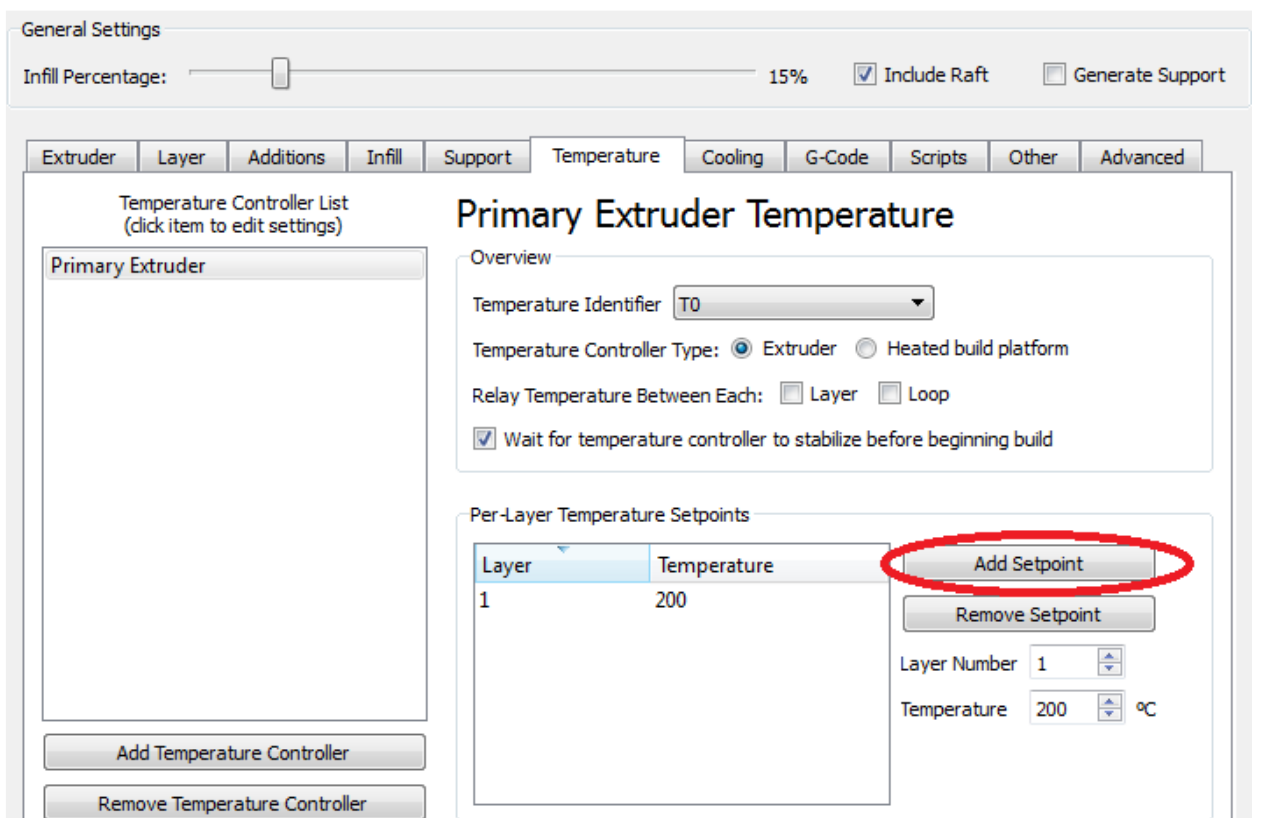 General Settings
Infill Percentage: 15% Include Raft Generate Support
Extruder Layer Additions Infill Support Temperature Cooling G-Code Scripts Other Advanced
Temperature Controller List
(click item to edit settings)
Primary Extruder
Add Temperature Controller
Remove Temperature Controller
Primary Extruder Temperature
Overview
Temperature Identifier T0
Temperature Controller Type: Extruder Heated build platform
Relay Temperature Between Each: Layer Loop
Wait for temperature controller to stabilize before beginning build
Per-Layer Temperature Setpoints
Layer Temperature
1 200
Add Setpoint
Remove Setpoint
Layer Number 1
Temperature 200 ºC